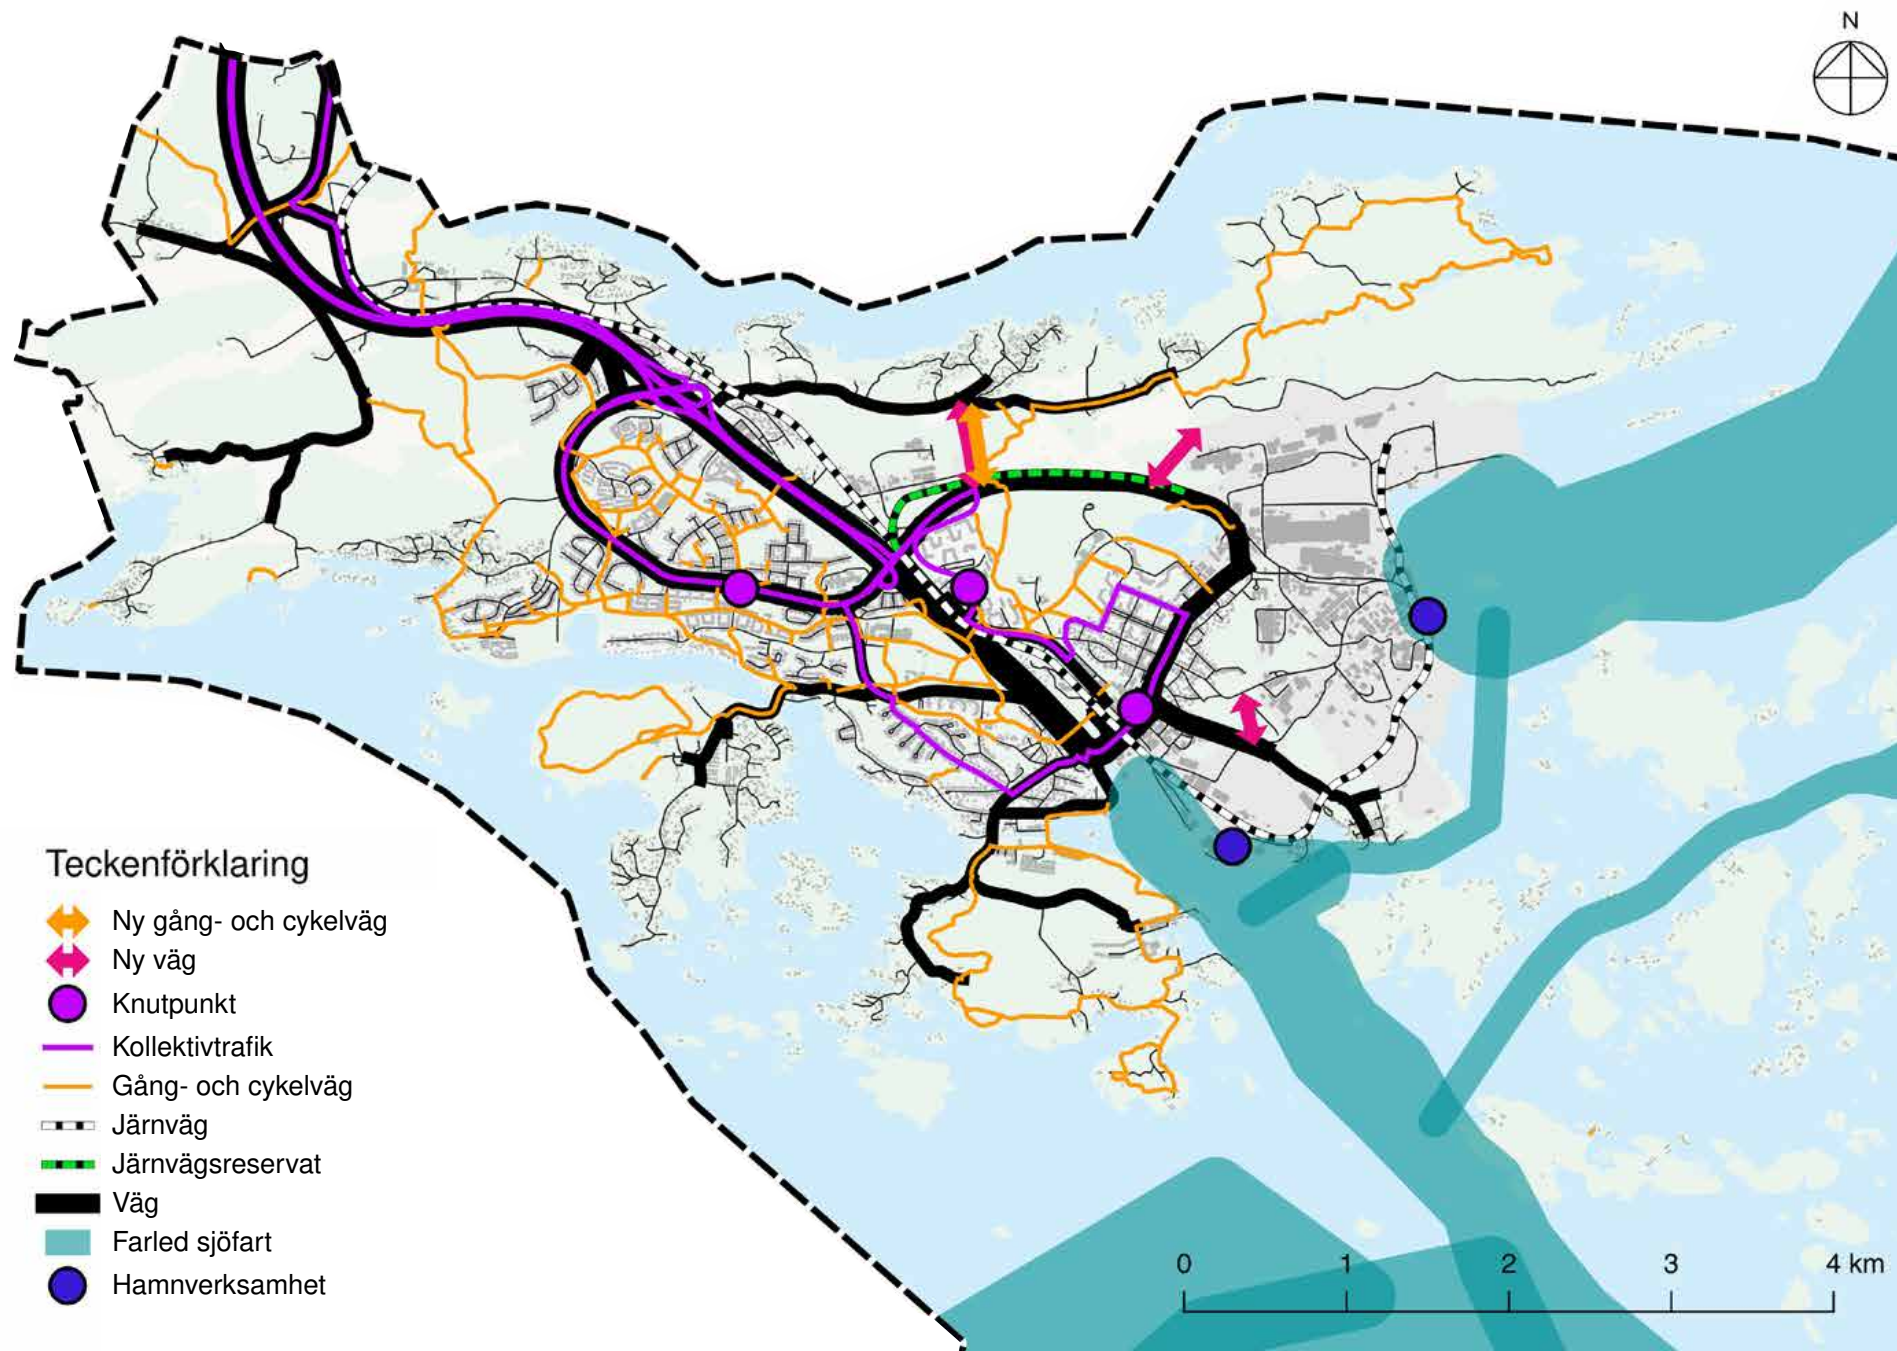 N
Teckenförklaring
Ny gång- och cykelväg
Ny väg
Knutpunkt
Kollektivtrafik
Gång- och cykelväg
Järnväg
Järnvägsreservat
Väg
Farled sjöfart
Hamnverksamhet
0 1 2 3 4 km